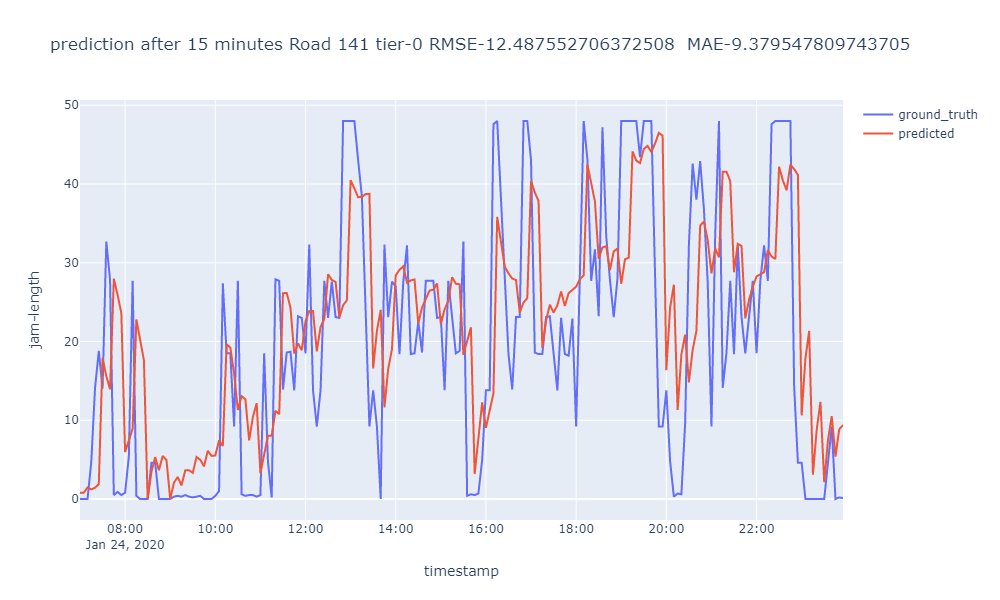 prediction after 15 minutes Road 141 tier-0 RMSE-12.487552706372508 MAE-9.379547809743705
ground_truth
predicted
50
40
30
20
10
0
jam-length
08:00 10:00 12:00 14:00 16:00 18:00 20:00 22:00
Jan 24, 2020
timestamp